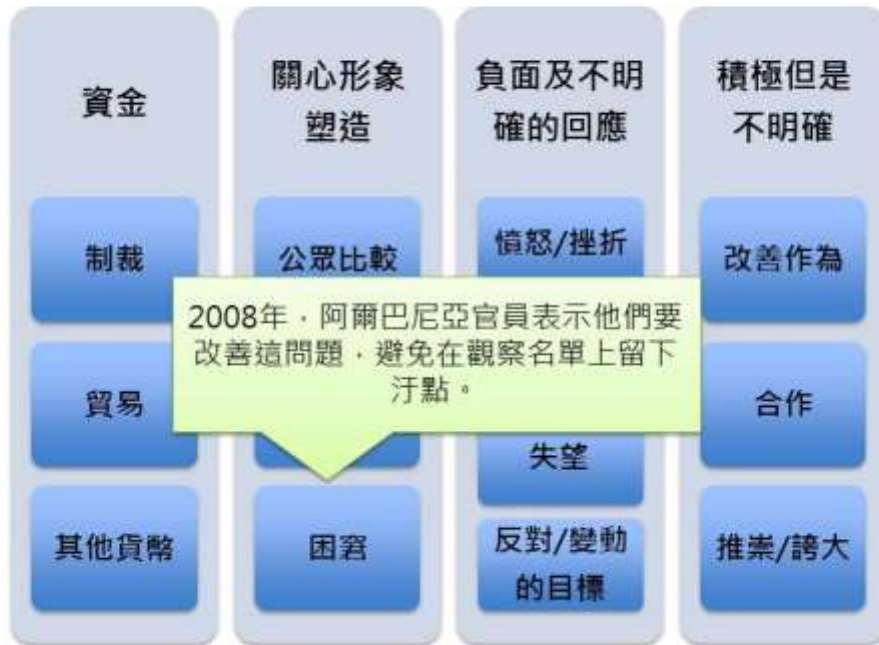 資金
制裁
貿易
其他貨幣
關心形象
塑造
公眾比較
困窘
負面及不明
確的回應
憤怒/挫折
失望
反對/變動
的目標
積極但是
不明確
改善作為
合作
推崇/誇大
2008年，阿爾巴尼亞官員表示他們要
改善這問題，避免在觀察名單上留下
汙點。